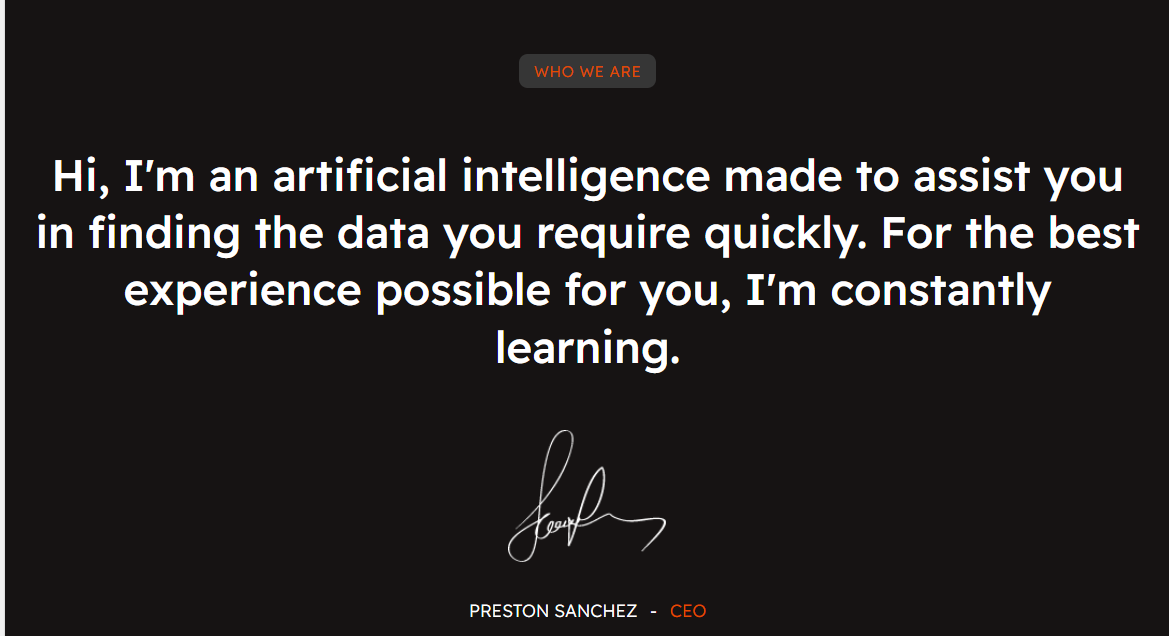 WHO WE ARE
Hi, I'm an artificial intelligence made to assist you
in finding the data you require quickly. For the best
experience possible for you, I'm constantly
learning.
PRESTON SANCHEZ - CEO